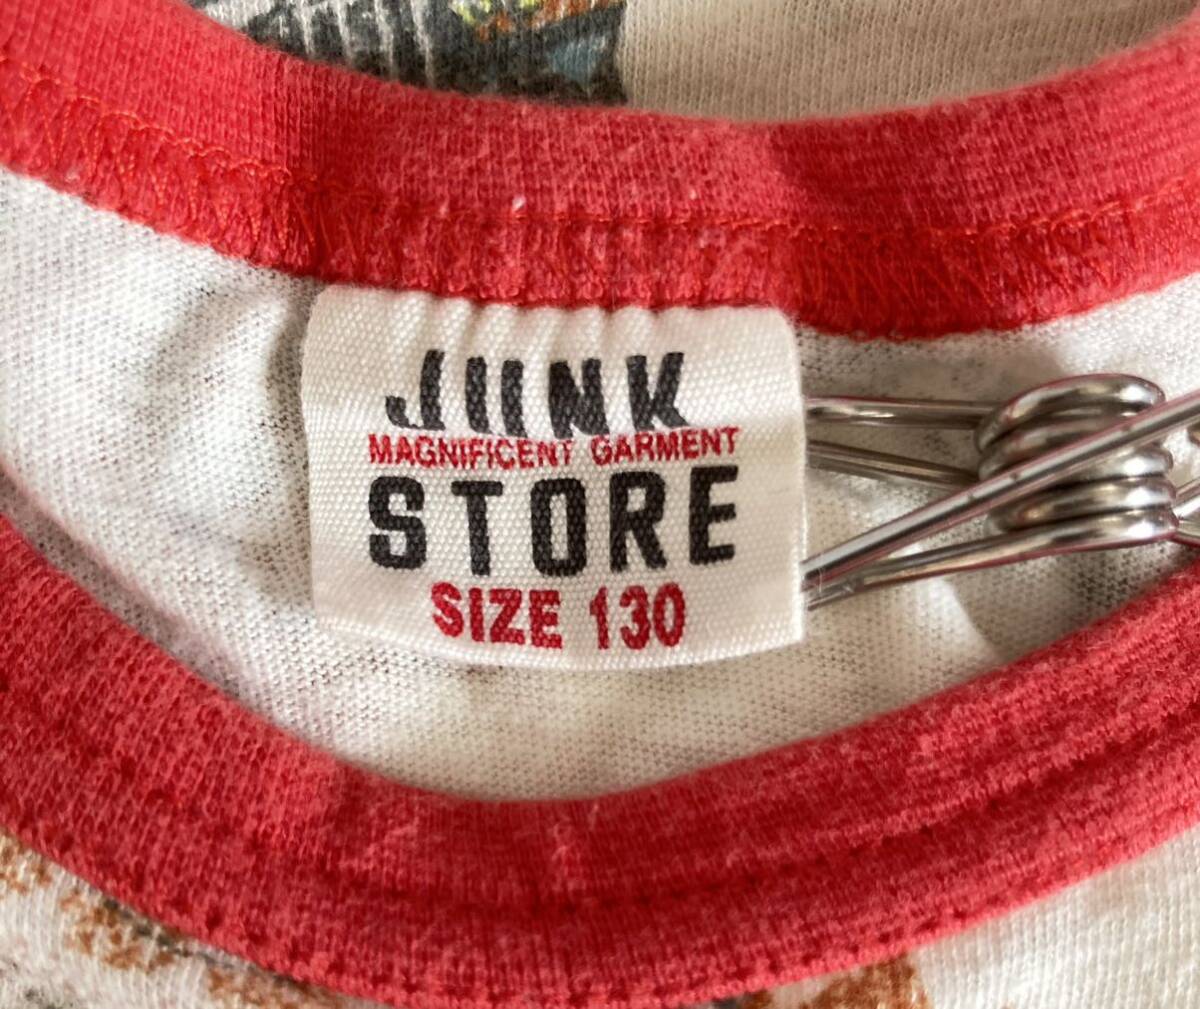 JUNK
MAGNIFICENT GARMENT
STORE
SIZE 130